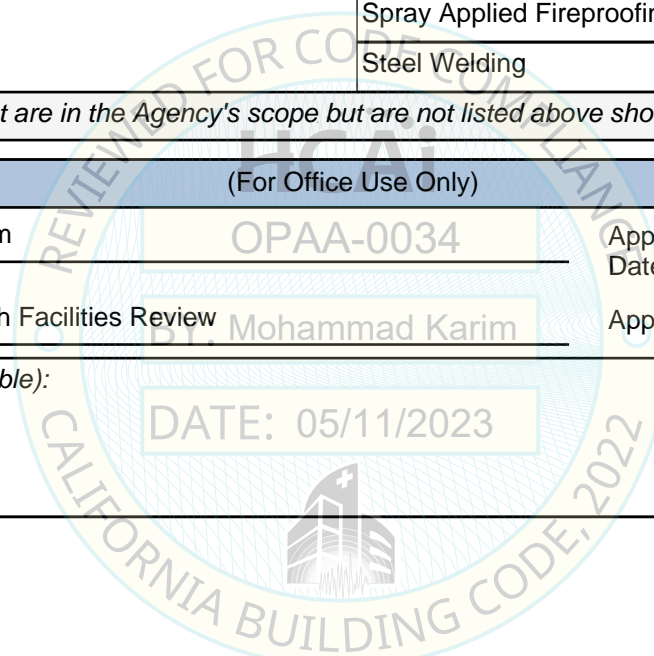 Spray Applied Fireproofin
Steel Welding
t are in the Agency's scope but are not listed above sho
(For Office Use Only)
m
App
Date
h Facilities Review
App
ble):
REVIEWED FOR CODE COMPLIANCE
HCAi
OPAA-0034
BY: Mohammad Karim
DATE: 05/11/2023
CALIFORNIA BUILDING CODE, 2022